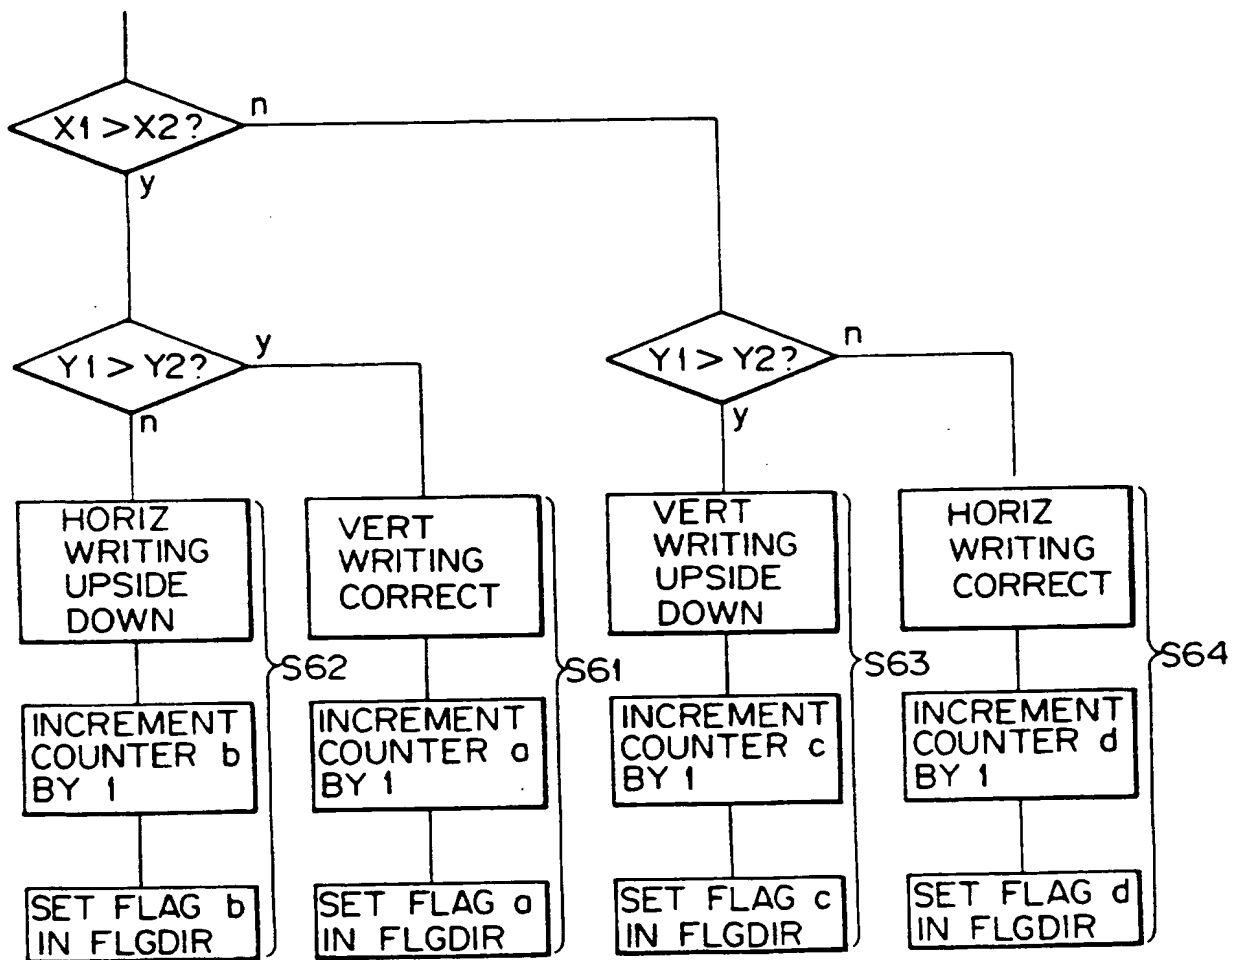 X1 > X2?
n
y
Y1 > Y2?
y
n
Y1 > Y2?
n
y
HORIZ
WRITING
UPSIDE
DOWN
VERT
WRITING
CORRECT
VERT
WRITING
UPSIDE
DOWN
HORIZ
WRITING
CORRECT
S62
S61
S63
S64
INCREMENT
COUNTER b
BY 1
INCREMENT
COUNTER a
BY 1
INCREMENT
COUNTER c
BY 1
INCREMENT
COUNTER d
BY 1
SET FLAG b
IN FLGDIR
SET FLAG a
IN FLGDIR
SET FLAG c
IN FLGDIR
SET FLAG d
IN FLGDIR